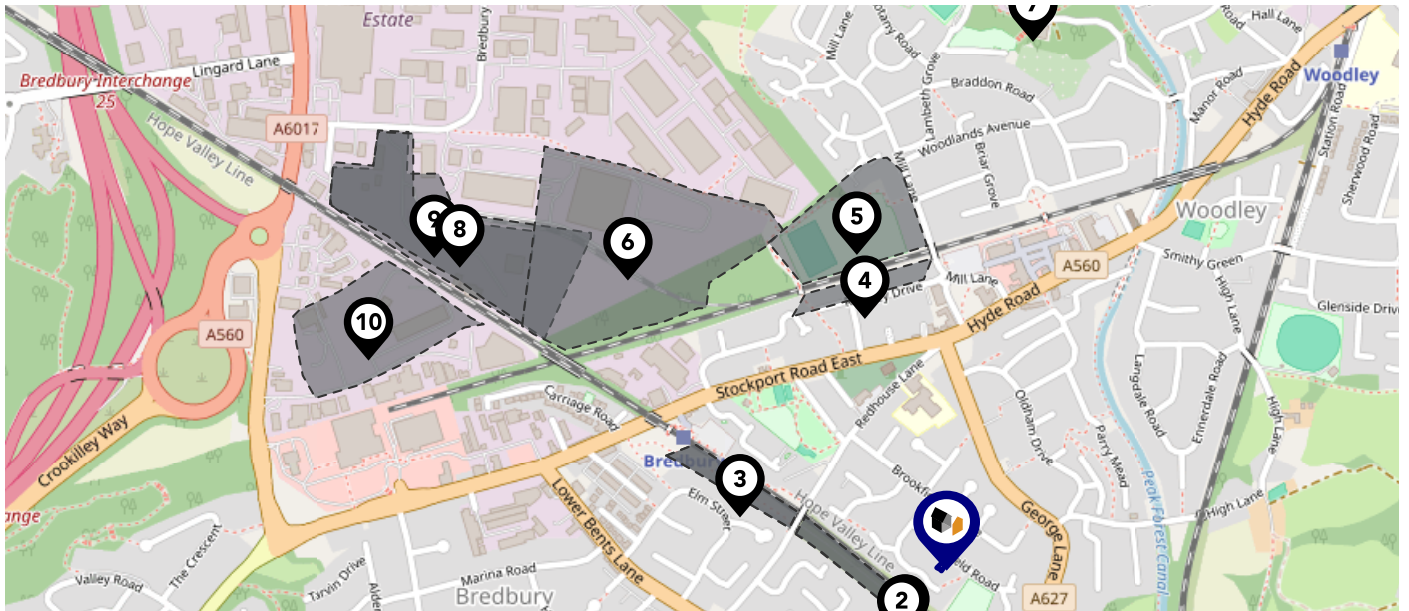 Estate
Bredbury
Mill Lane
Road
Hall Lane
7
Lingard Lane
Bredbury Interchange
25
Woodley
Braddon Road
Manor Road
Hyde Road
Lambeth Grove
Hope Valley Line
A6017
Woodlands Avenue
Briar Grove
Station Road
Sherwood Road
Mill Lane
9
8
6
5
4
Woodley
Smithy Green
A560
Mill Lane
Drive
Hyde Road
High Lane
Glenside Drive
10
A560
Stockport Road East
Redhouse Lane
Carriage Road
Langdale Road
Ennerdale Road
Oldham Drive
High Lane
Crookilley Way
Parry Mead
Bredbury
3
Elm Street
Lower Bents Lane
Hope Valley Line
George Lane
High Lane
Peak Forest Canal
The Crescent
Valley Road
Tarvin Drive
Marina Road
Bredbury
2
A627